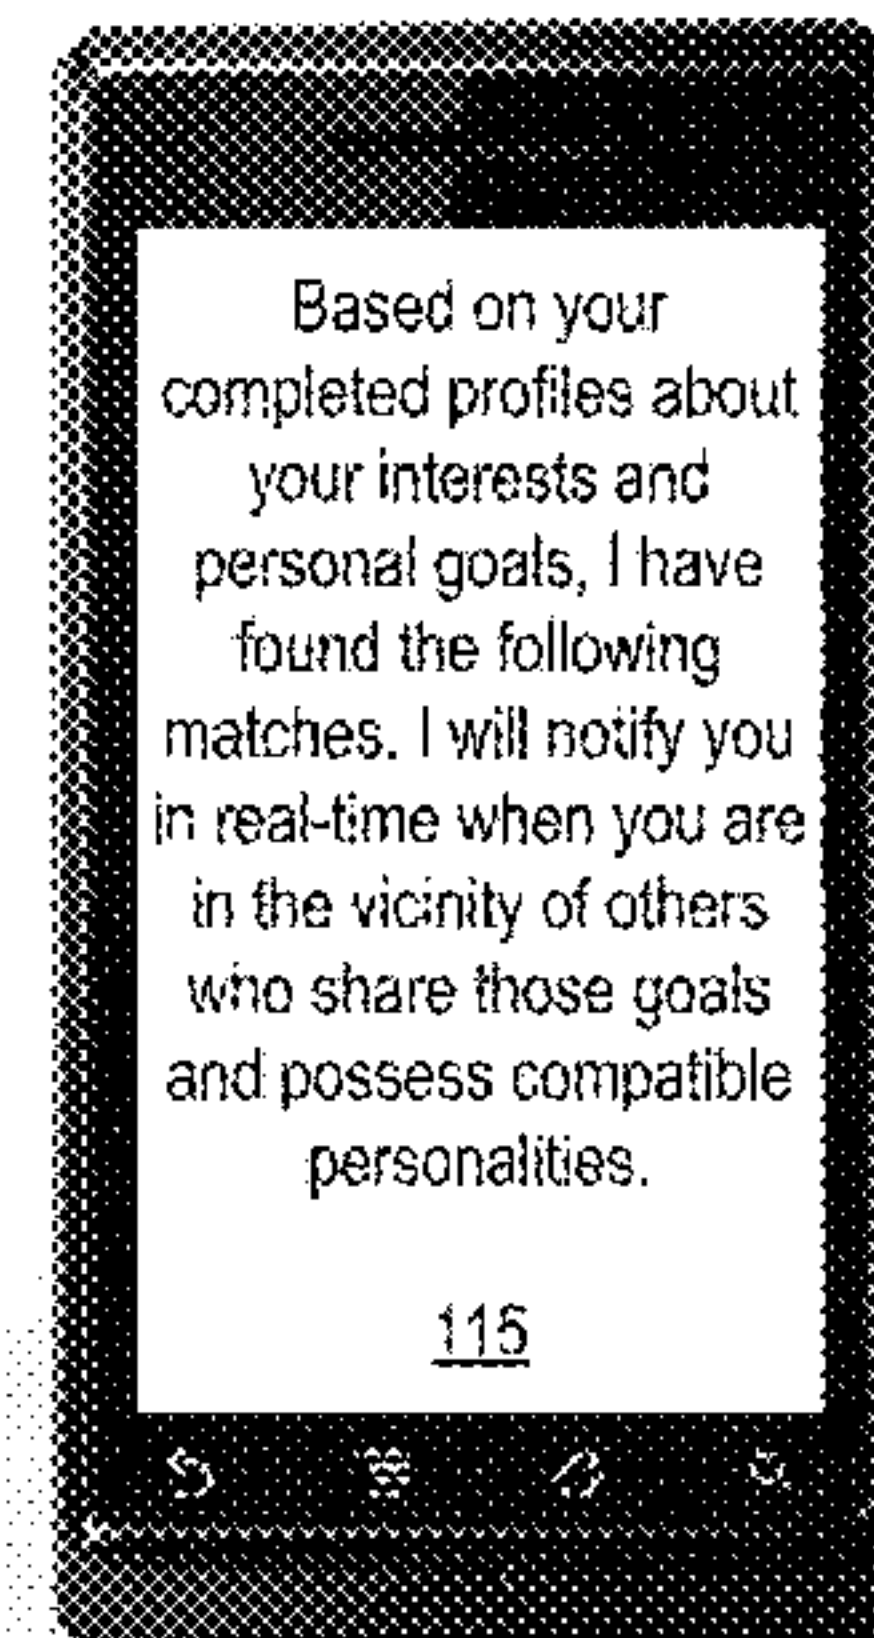 Based on your
completed profiles about
your interests and
personal goals, I have
found the following
matches. I will notify you
in real-time when you are
in the vicinity of others
who share those goals
and possess compatible
personalities.
115